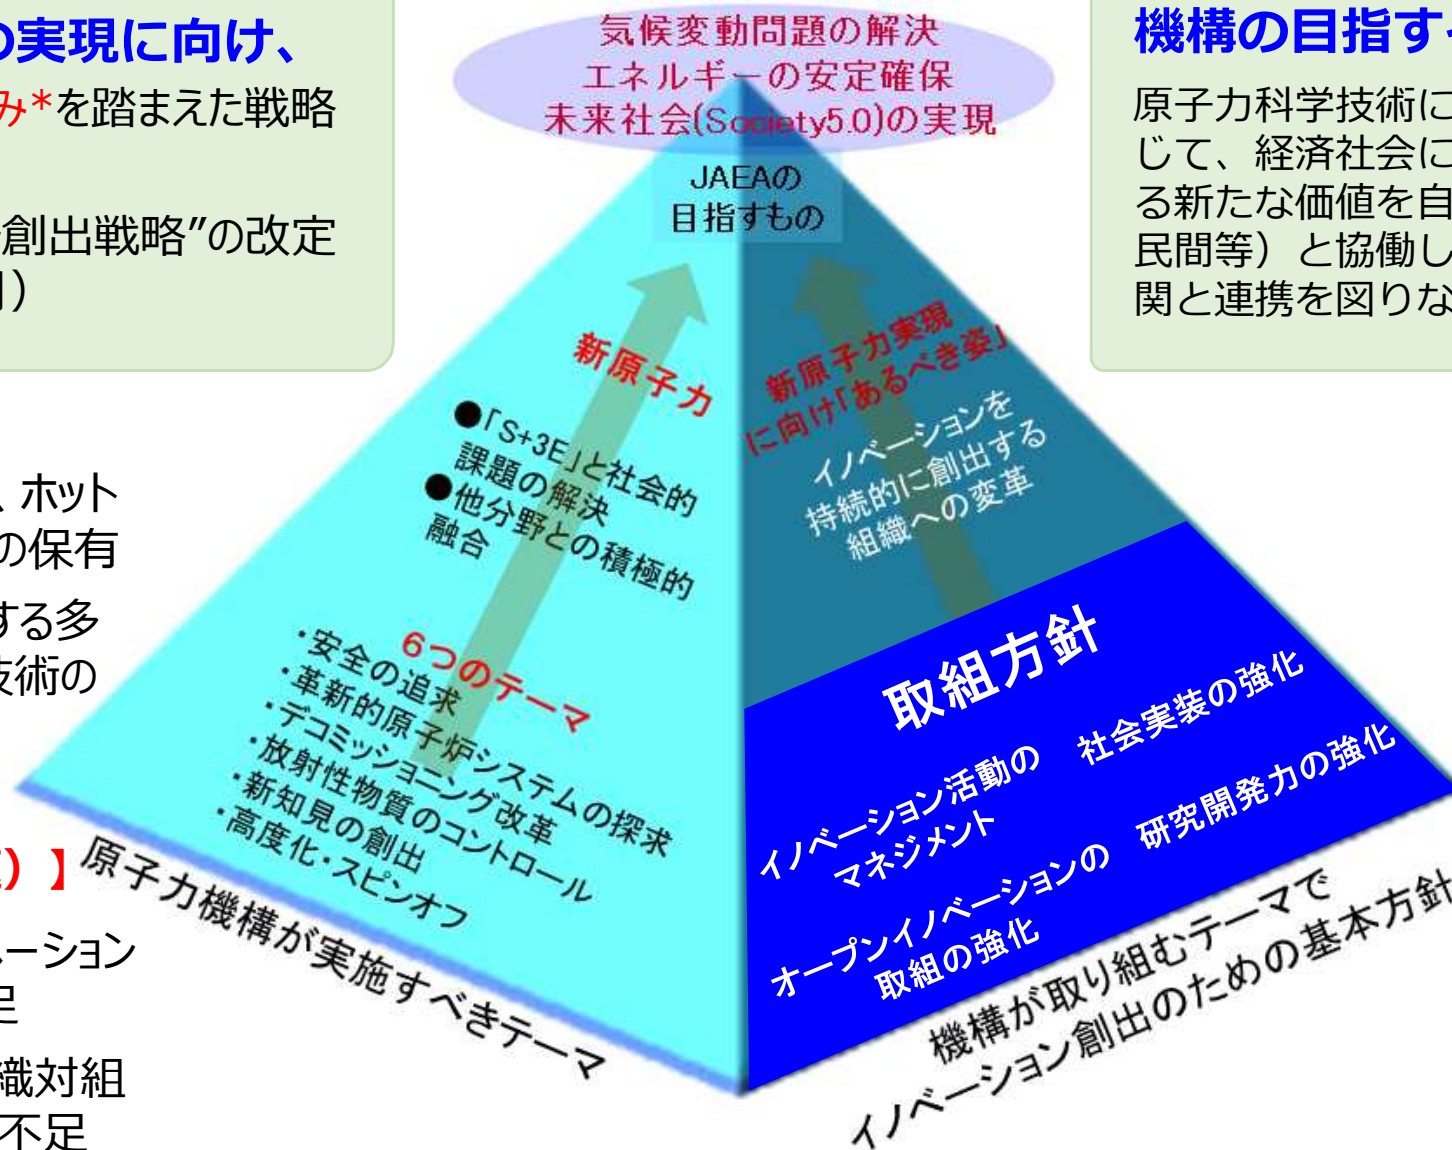 の実現に向け、
み*を踏まえた戦略
創出戦略”の改定
）
、ホット
の保有
する多
技術の
）】
ーション
足
織対組
不足
気候変動問題の解決
エネルギーの安定確保
未来社会(Society5.0)の実現
JAEAの
目指すもの
新原子力
●「S+3E」と社会的
課題の解決
●他分野との積極的
融合
6つのテーマ
・安全の追求
・革新的原子炉システムの探求
・デコミッショニング改革
・放射性物質のコントロール
・新知見の創出
・高度化・スピンオフ
原子力機構が実施すべきテーマ
新原子力実現
に向け「あるべき姿」
イノベーションを
持続的に創出する
組織への変革
取組方針
イノベーション活動の
マネジメント
社会実装の強化
オープンイノベーションの
取組の強化
研究開発力の強化
機構が取り組むテーマで
イノベーション創出のための基本方針
機構の目指す
原子力科学技術に
じて、経済社会に
る新たな価値を自
民間等）と協働し
関と連携を図りな